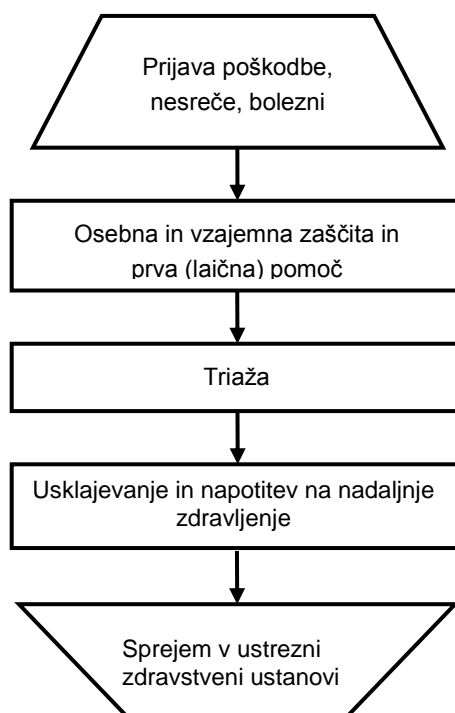 Prijava poškodbe,
nesreče, bolezni
Osebna in vzajemna zaščita in
prva (laična) pomoč
Triaža
Usklajevanje in napotitev na nadaljnje
zdravljenje
Sprejem v ustrezni
zdravstveni ustanovi